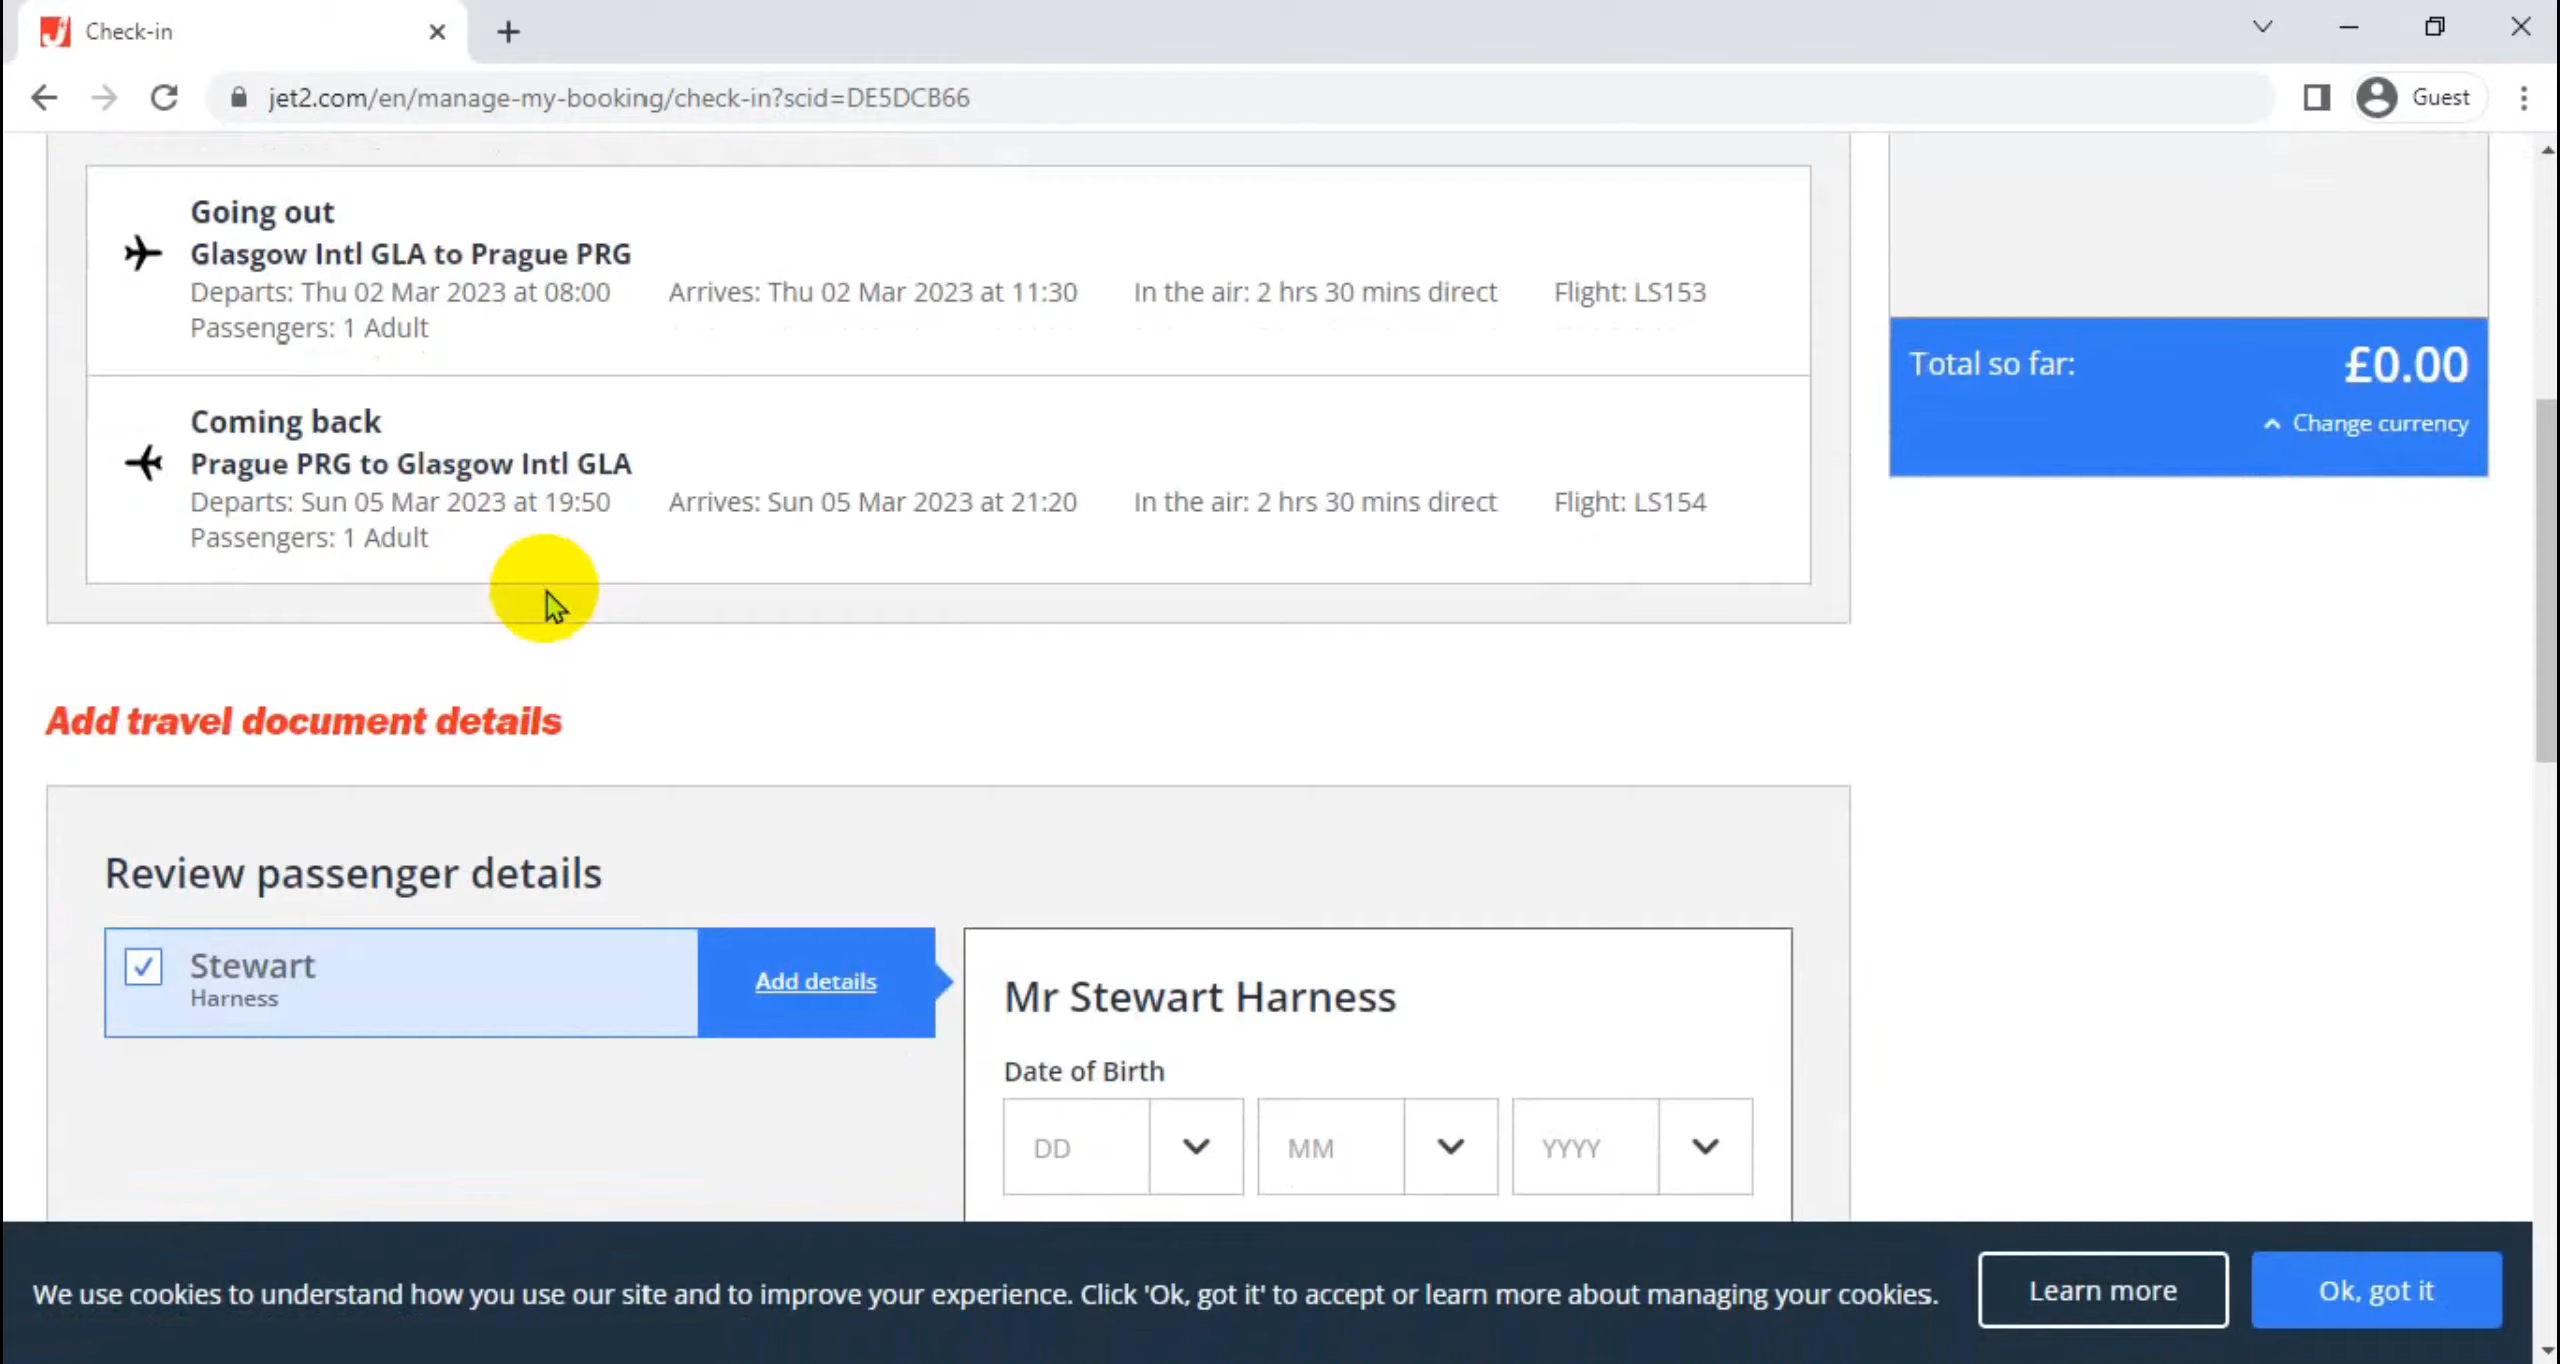 Check-in
jet2.com/en/manage-my-booking/check-in?scid=DE5DCB66
Guest
Going out
Glasgow Intl GLA to Prague PRG
Departs: Thu 02 Mar 2023 at 08:00 Arrives: Thu 02 Mar 2023 at 11:30 In the air: 2 hrs 30 mins direct Flight: LS153
Passengers: 1 Adult
Total so far: £0.00
Change currency
Coming back
Prague PRG to Glasgow Intl GLA
Departs: Sun 05 Mar 2023 at 19:50 Arrives: Sun 05 Mar 2023 at 21:20 In the air: 2 hrs 30 mins direct Flight: LS154
Passengers: 1 Adult
Add travel document details
Review passenger details
Stewart
Harness
Add details
Mr Stewart Harness
Date of Birth
DD MM YYYY
We use cookies to understand how you use our site and to improve your experience. Click 'Ok, got it' to accept or learn more about managing your cookies.
Learn more
Ok, got it